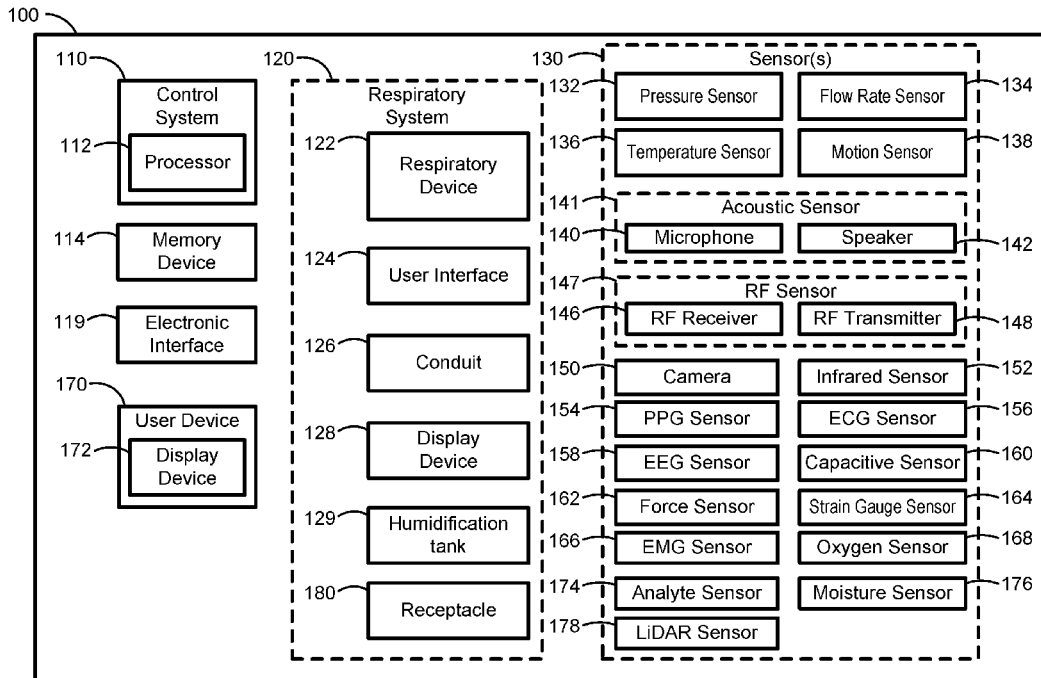 100
110
Control
System
112
Processor
114
Memory
Device
119
Electronic
Interface
170
User Device
172
Display
Device
120
Respiratory
System
122
Respiratory
Device
124
User Interface
126
Conduit
128
Display
Device
129
Humidification
tank
180
Receptacle
130
Sensor(s)
132
Pressure Sensor
Flow Rate Sensor
134
136
Temperature Sensor
Motion Sensor
138
141
Acoustic Sensor
140
Microphone
Speaker
142
147
RF Sensor
146
RF Receiver
RF Transmitter
148
150
Camera
Infrared Sensor
152
154
PPG Sensor
ECG Sensor
156
158
EEG Sensor
Capacitive Sensor
160
162
Force Sensor
Strain Gauge Sensor
164
166
EMG Sensor
Oxygen Sensor
168
174
Analyte Sensor
Moisture Sensor
176
178
LiDAR Sensor